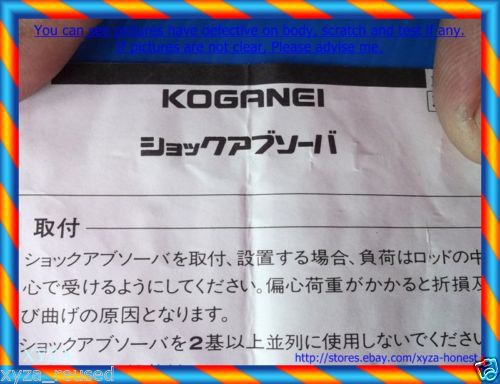 You can see pictures have defective on body, scratch and test if any.
If pictures are not clear, Please advise me.
KOGANEI
ショックアブソーバ
取付
ショックアブソーバを取付、設置する場合、負荷はロッドの中
心で受けるようにしてください。偏心荷重がかかると折損及
び曲げの原因となります。
ショックアブソーバを2基以上並列に使用しないでください
http://stores.ebay.com/xyza-honest-
xyza_reused